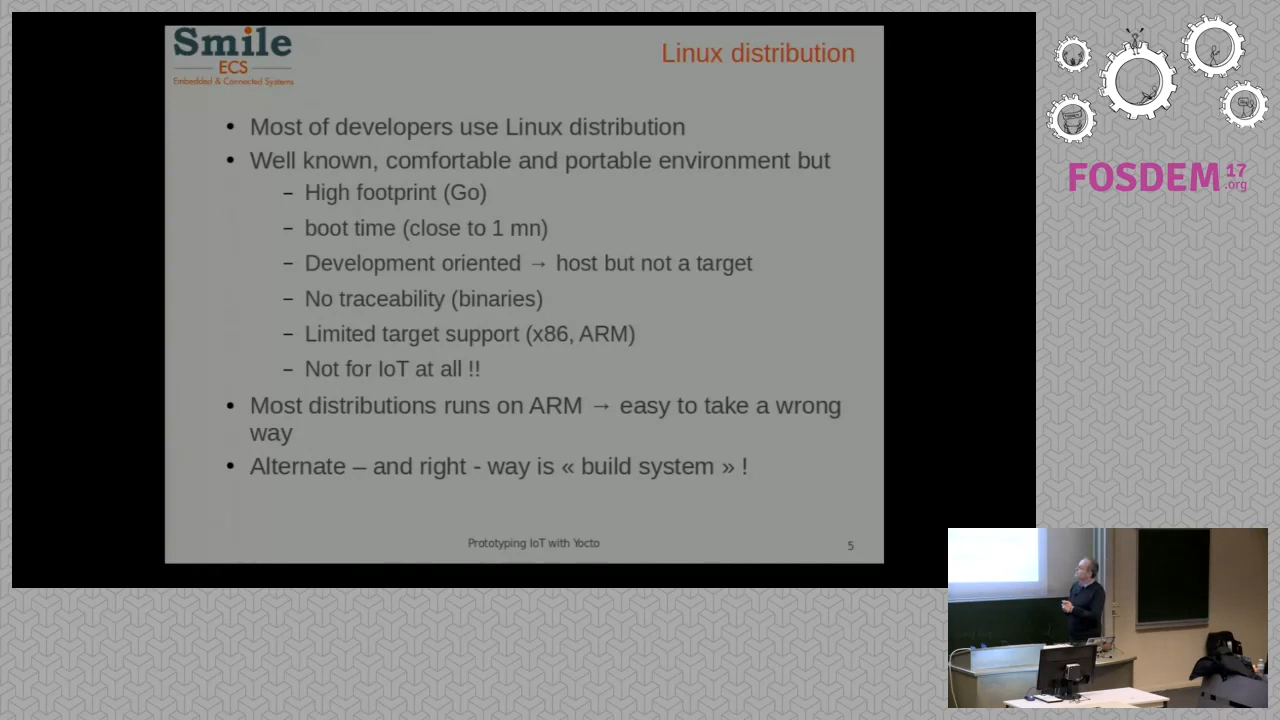 Smile
ECS
Embedded & Connected Systems
Linux distribution
• Most of developers use Linux distribution
• Well known, comfortable and portable environment but
– High footprint (Go)
– boot time (close to 1 mn)
– Development oriented → host but not a target
– No traceability (binaries)
– Limited target support (x86, ARM)
– Not for IoT at all !!
• Most distributions runs on ARM → easy to take a wrong
way
• Alternate – and right - way is « build system » !
Prototyping IoT with Yocto
5
FOSDEM 17
.org